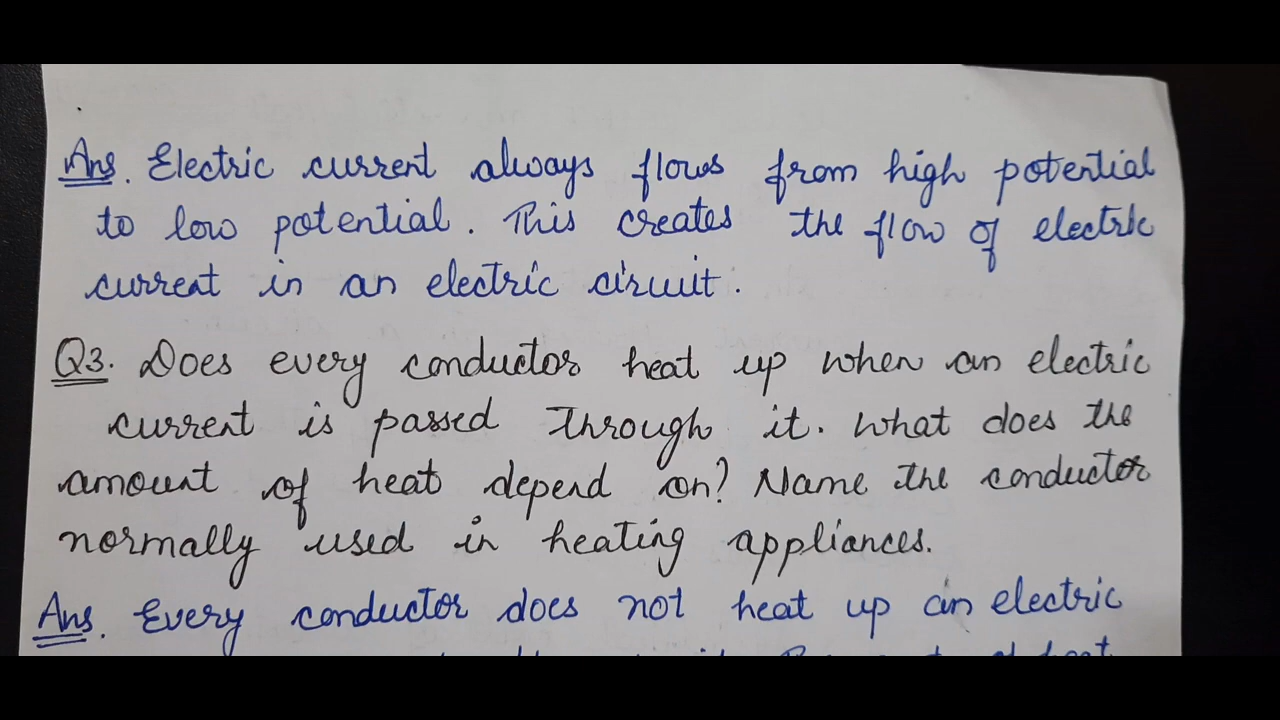 Ans. Electric current always flows from high potential
to low potential. This creates the flow of electric
current in an electric circuit.
Q3. Does every conductor heat up when an electric
current is passed through it. What does the
amount of heat depend on? Name the conductor
normally used in heating appliances.
Ans. Every conductor does not heat up an electric